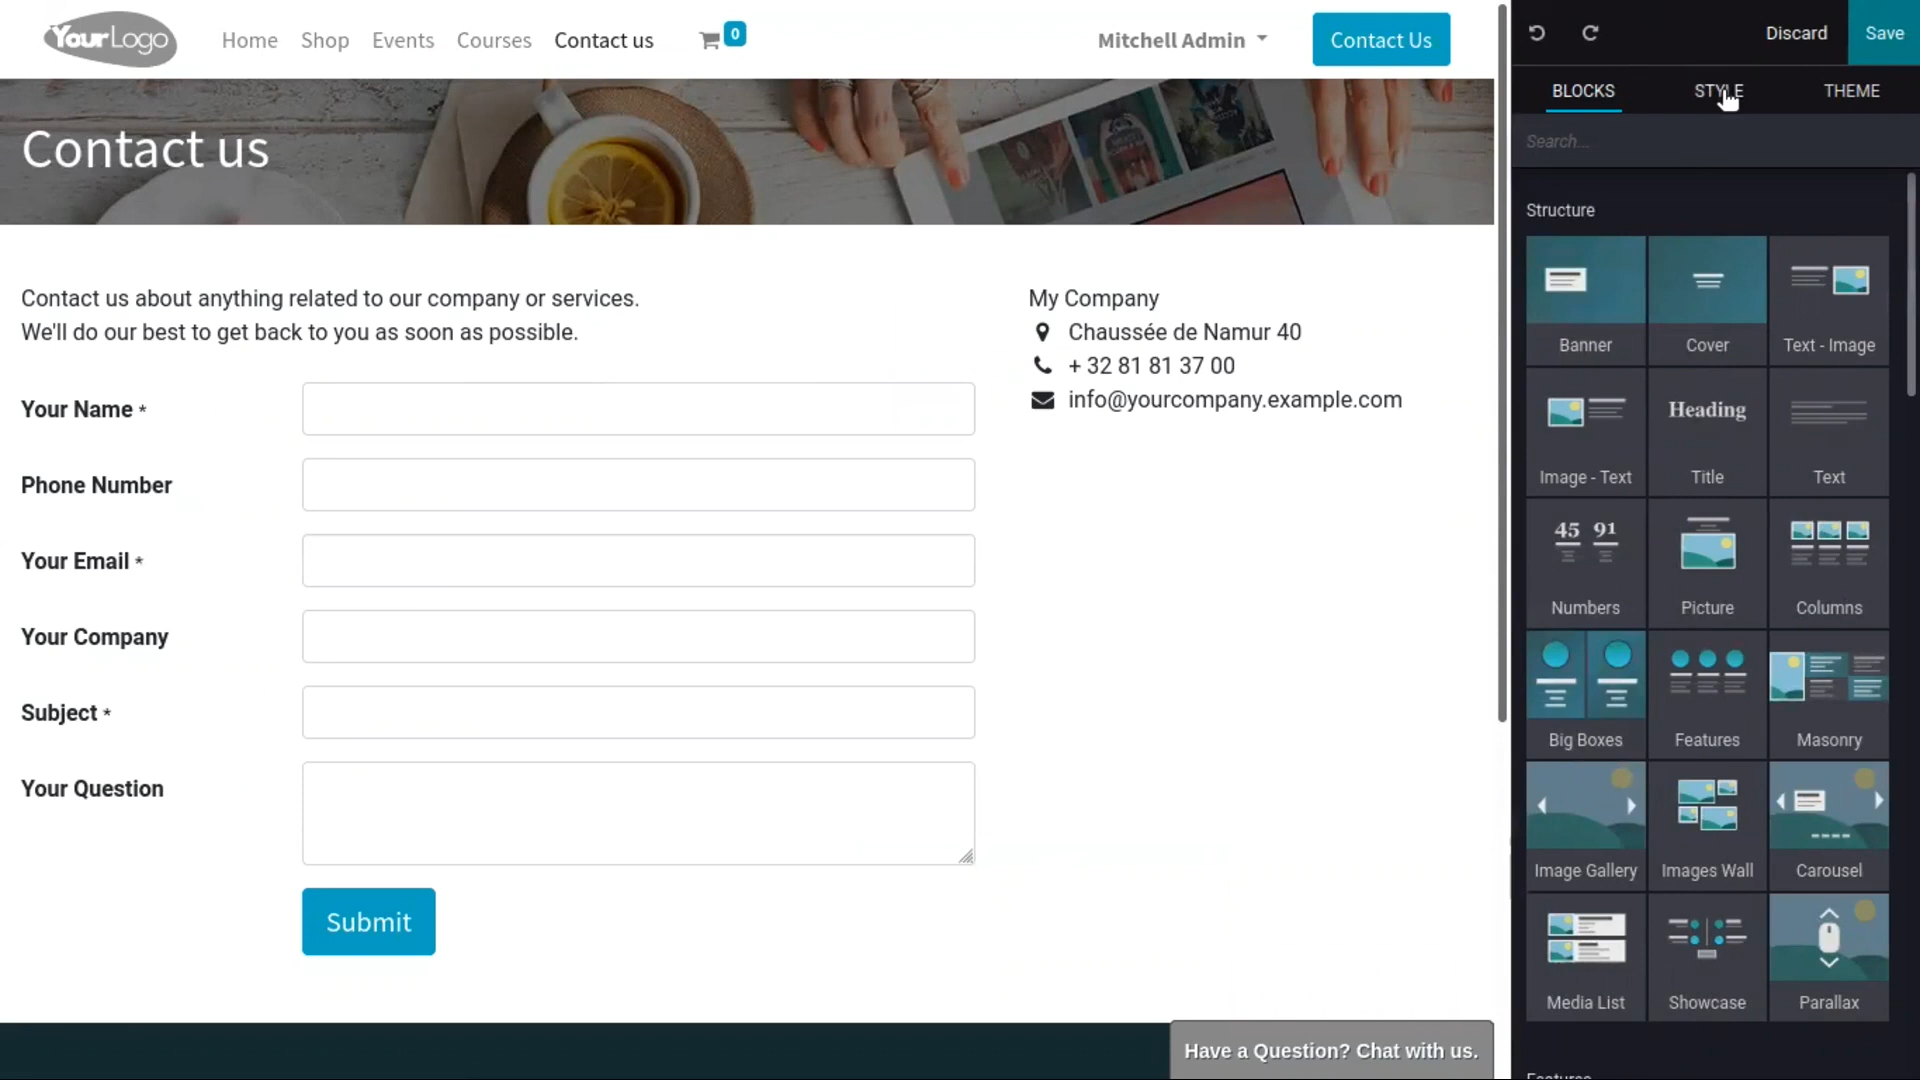 YourLogo
Home Shop Events Courses Contact us 0
Mitchell Admin
Contact Us
Contact us
Contact us about anything related to our company or services.
We'll do our best to get back to you as soon as possible.
Your Name *
Phone Number
Your Email *
Your Company
Subject *
Your Question
Submit
My Company
Chaussée de Namur 40
+ 32 81 81 37 00
info@yourcompany.example.com
Have a Question? Chat with us.
Discard Save
BLOCKS STYLE THEME
Search...
Structure
Banner Cover Text - Image
Heading
Image - Text Title Text
45 91
Numbers Picture Columns
Big Boxes Features Masonry
Image Gallery Images Wall Carousel
Media List Showcase Parallax
Features